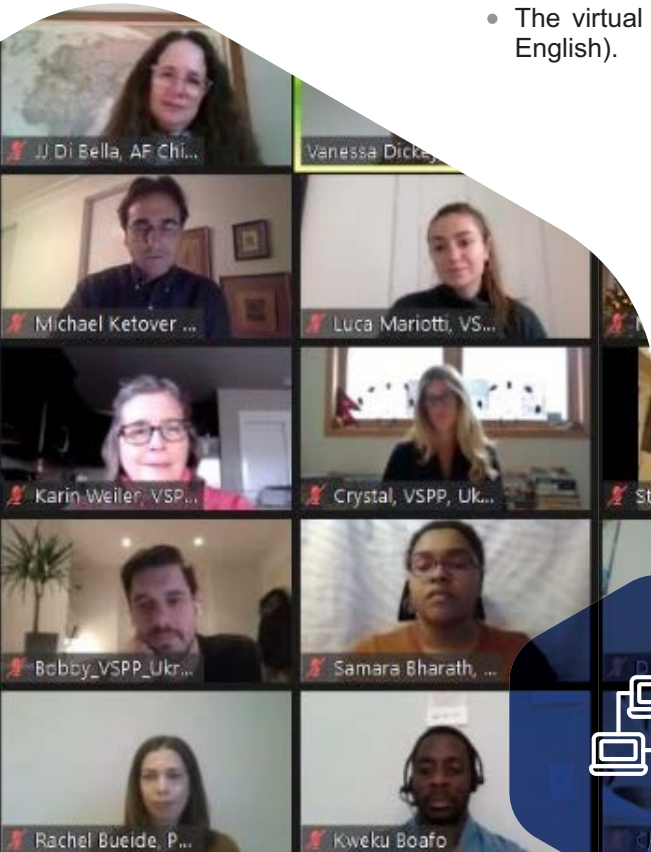 • The virtual
English).
JJ Di Bella, AF Chi...
Vanessa Dickey
Michael Ketover ...
Luca Mariotti, VS...
Karin Weiler, VSP...
Crystal, VSPP, Uk...
St
Bobby_VSPP_Ukr...
Samara Bharath, ...
D
Rachel Bueide, P...
Kweku Boafo